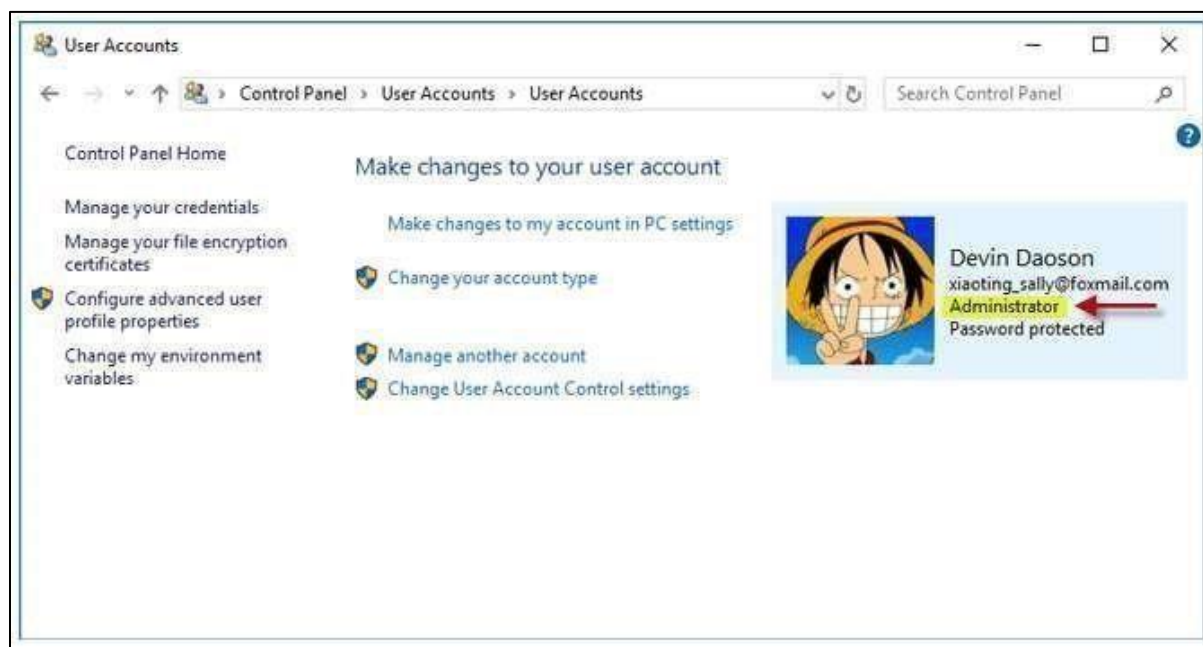 User Accounts
Control Panel > User Accounts > User Accounts
Search Control Panel
Control Panel Home
Manage your credentials
Manage your file encryption
certificates
Configure advanced user
profile properties
Change my environment
variables
Make changes to your user account
Make changes to my account in PC settings
Change your account type
Manage another account
Change User Account Control settings
Devin Daoson
xiaoting_sally@foxmail.com
Administrator
Password protected